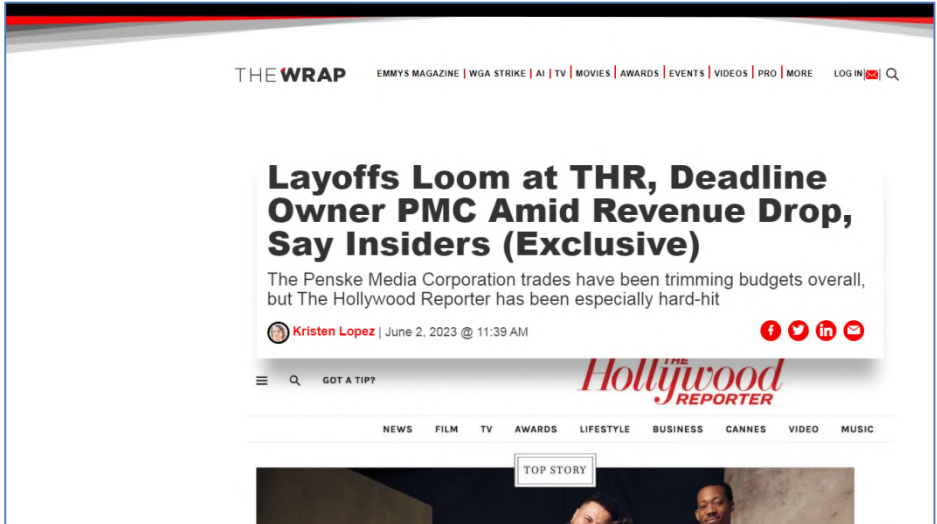 THEWRAP
EMMYS MAGAZINE | WGA STRIKE | AI | TV | MOVIES | AWARDS | EVENTS | VIDEOS | PRO | MORE LOG IN
Layoffs Loom at THR, Deadline
Owner PMC Amid Revenue Drop,
Say Insiders (Exclusive)
The Penske Media Corporation trades have been trimming budgets overall,
but The Hollywood Reporter has been especially hard-hit
Kristen Lopez | June 2, 2023 @ 11:39 AM
GOT A TIP?
THE
Hollywood
REPORTER
NEWS FILM TV AWARDS LIFESTYLE BUSINESS CANNES VIDEO MUSIC
TOP STORY